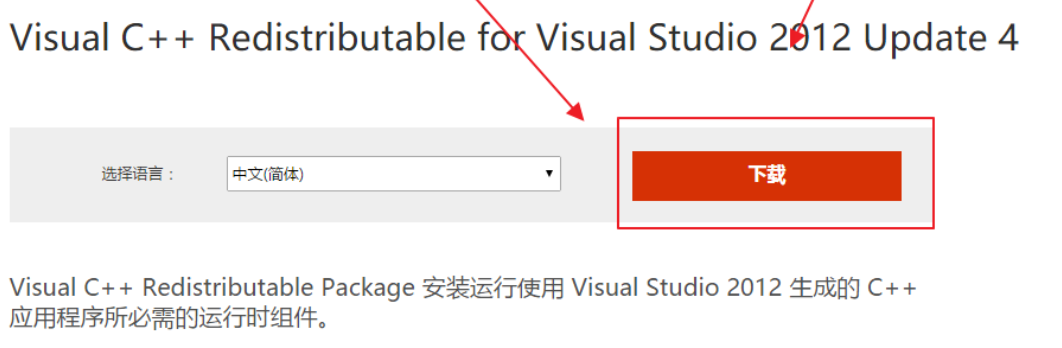 Visual C++ Redistributable for Visual Studio 2012 Update 4
选择语言： 中文(简体) 下载
Visual C++ Redistributable Package 安装运行使用 Visual Studio 2012 生成的 C++
应用程序所必需的运行时组件。